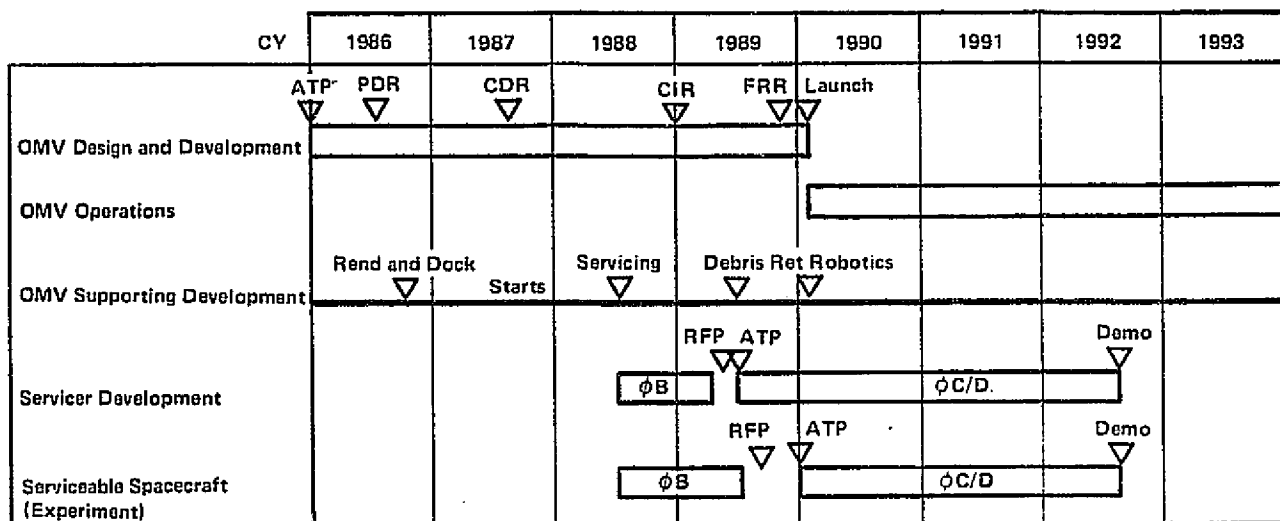 CY 1986 1987 1988 1989 1990 1991 1992 1993
ATP PDR CDR CIR FRR Launch
OMV Design and Development
OMV Operations
Rend and Dock Starts Servicing Debris Ret Robotics
OMV Supporting Development
RFP ATP Demo
ϕB ϕC/D.
Servicer Development
RFP ATP Demo
ϕB ϕC/D
Serviceable Spacecraft
(Experiment)